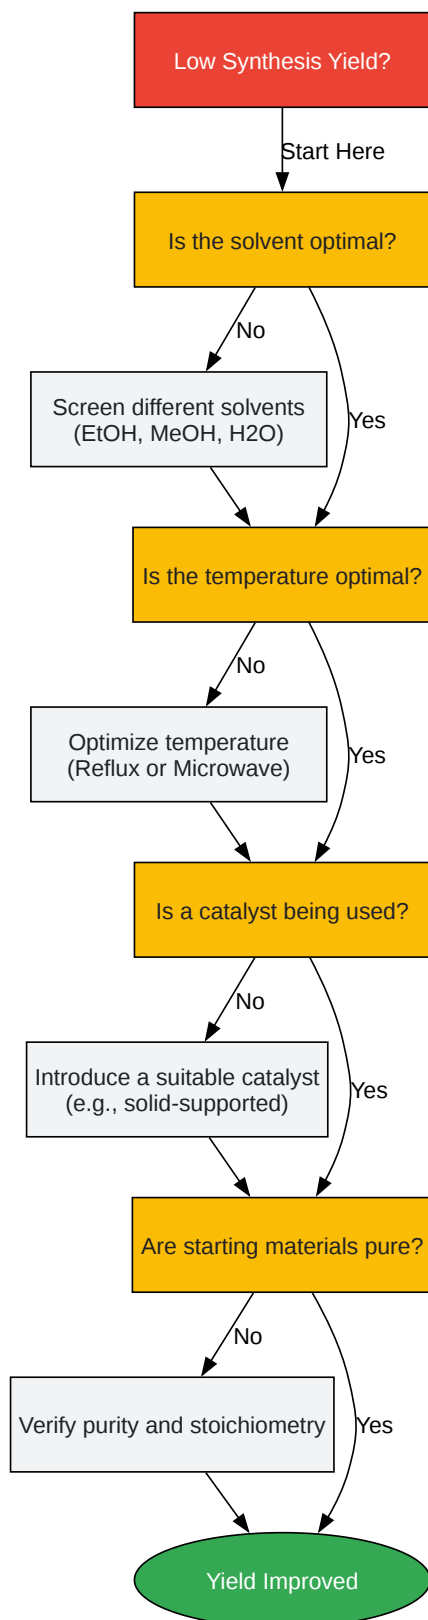 Low Synthesis Yield?
Start Here
Is the solvent optimal?
No
Screen different solvents
(EtOH, MeOH, H2O)
Yes
Is the temperature optimal?
No
Optimize temperature
(Reflux or Microwave)
Yes
Is a catalyst being used?
No
Introduce a suitable catalyst
(e.g., solid-supported)
Yes
Are starting materials pure?
No
Verify purity and stoichiometry
Yes
Yield Improved